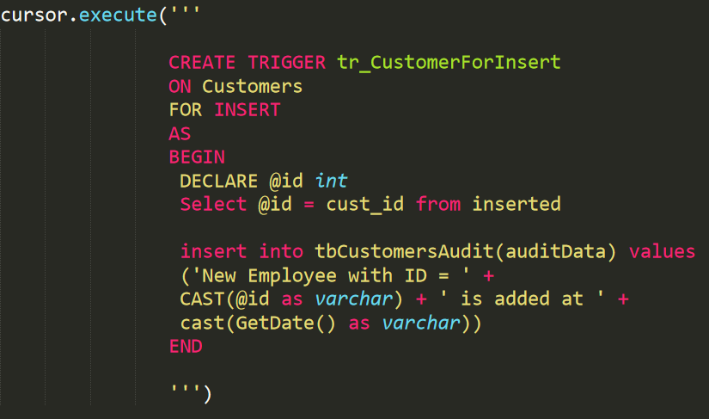 cursor.execute('''
CREATE TRIGGER tr_CustomerForInsert
ON Customers
FOR INSERT
AS
BEGIN
DECLARE @id int
Select @id = cust_id from inserted
insert into tbCustomersAudit(auditData) values
('New Employee with ID = ' +
CAST(@id as varchar) + ' is added at ' +
cast(GetDate() as varchar))
END
''')